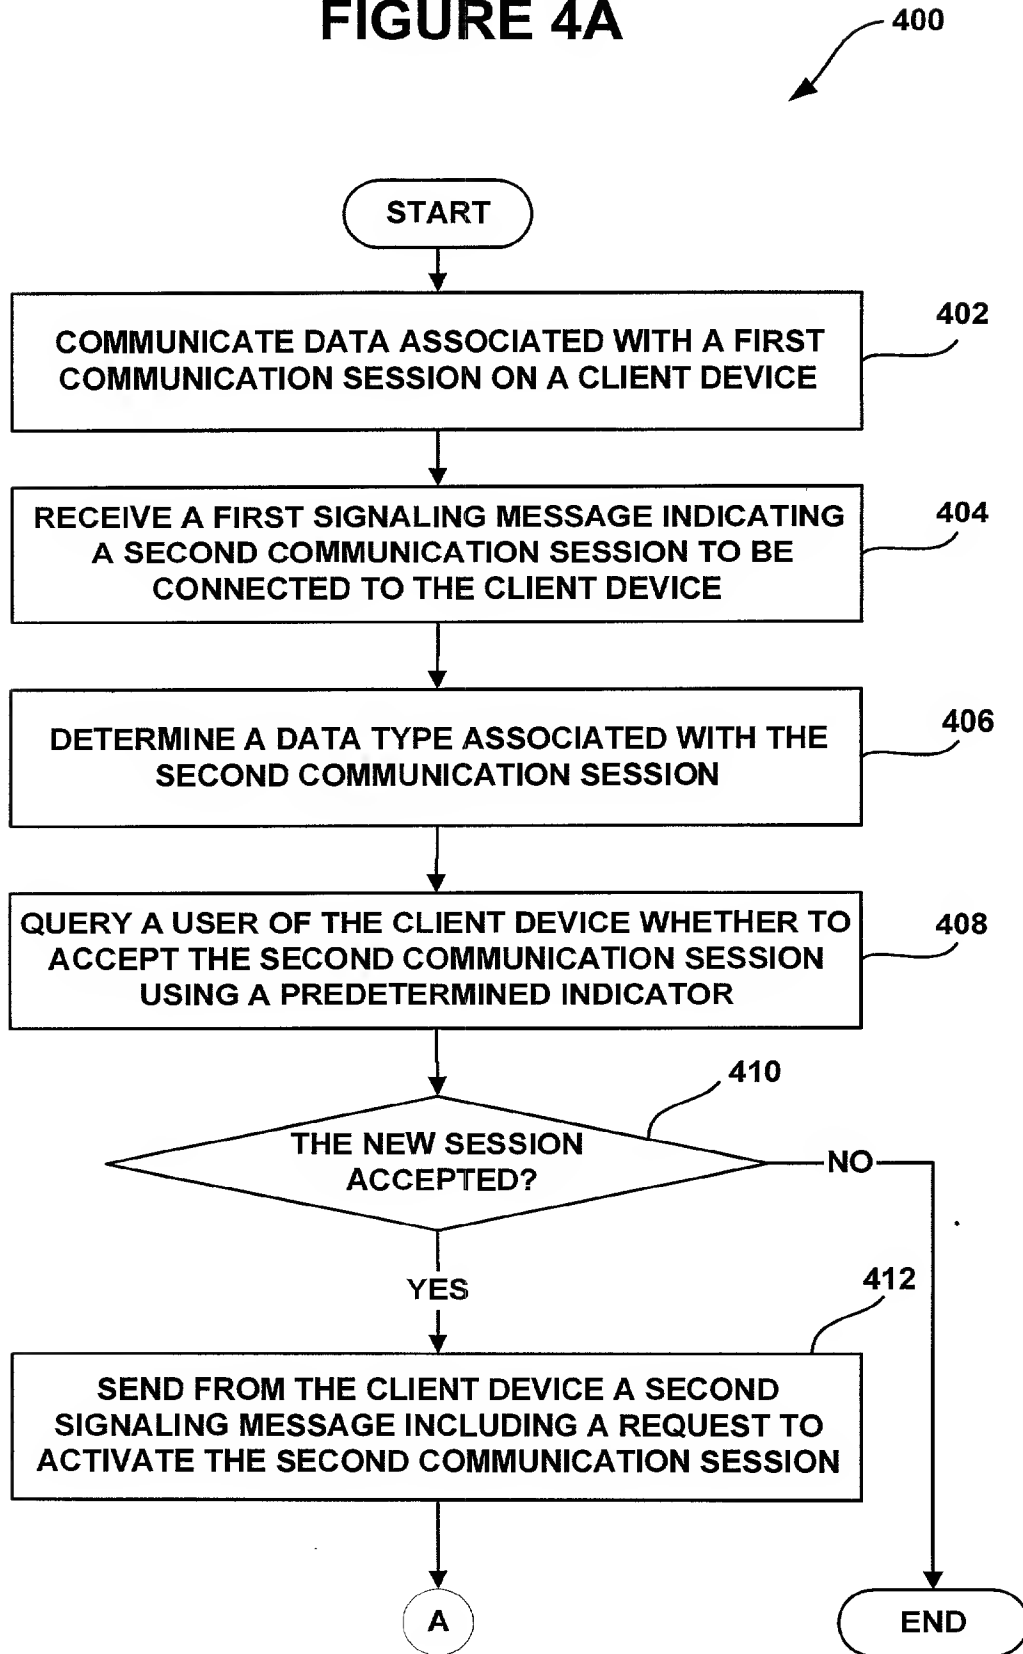 FIGURE 4A
400
START
COMMUNICATE DATA ASSOCIATED WITH A FIRST
COMMUNICATION SESSION ON A CLIENT DEVICE
402
RECEIVE A FIRST SIGNALING MESSAGE INDICATING
A SECOND COMMUNICATION SESSION TO BE
CONNECTED TO THE CLIENT DEVICE
404
DETERMINE A DATA TYPE ASSOCIATED WITH THE
SECOND COMMUNICATION SESSION
406
QUERY A USER OF THE CLIENT DEVICE WHETHER TO
ACCEPT THE SECOND COMMUNICATION SESSION
USING A PREDETERMINED INDICATOR
408
410
THE NEW SESSION
ACCEPTED?
NO
YES
412
SEND FROM THE CLIENT DEVICE A SECOND
SIGNALING MESSAGE INCLUDING A REQUEST TO
ACTIVATE THE SECOND COMMUNICATION SESSION
A
END